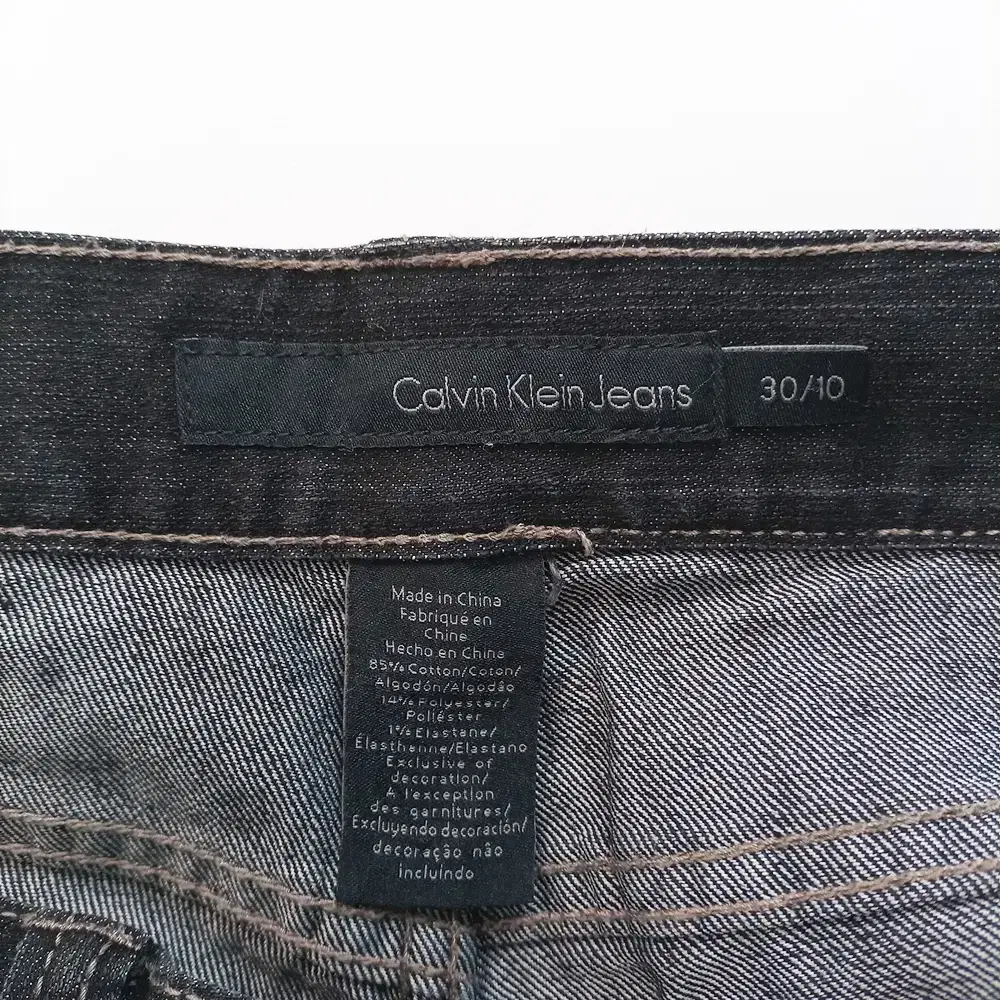 Calvin Klein Jeans
30/10
Made in China
Fabriqué en
Chine
Hecho en China
85% Cotton/Coton/
Algodón/Algodão
14% Polyester/
Poliéster
1% Elastane/
Élasthanne/Elastano
Exclusive of
decoration/
A l'exception
des garnitures/
Excluyendo decoración/
decoração não
incluíndo